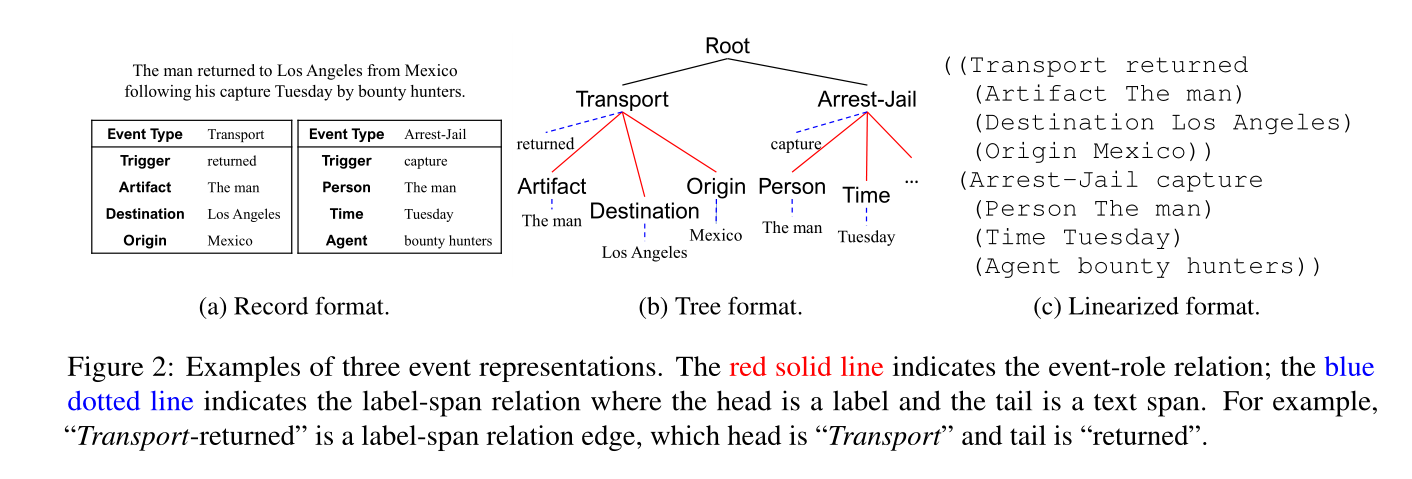 The man returned to Los Angeles from Mexico
following his capture Tuesday by bounty hunters.
Event Type Transport
Trigger returned
Artifact The man
Destination Los Angeles
Origin Mexico
Event Type Arrest-Jail
Trigger capture
Person The man
Time Tuesday
Agent bounty hunters
(a) Record format.
Root
Transport Arrest-Jail
returned capture
Artifact Destination Origin Person Time ...
The man Los Angeles Mexico The man Tuesday
(b) Tree format.
((Transport returned
(Artifact The man)
(Destination Los Angeles)
(Origin Mexico))
(Arrest-Jail capture
(Person The man)
(Time Tuesday)
(Agent bounty hunters))
(c) Linearized format.
Figure 2: Examples of three event representations. The red solid line indicates the event-role relation; the blue
dotted line indicates the label-span relation where the head is a label and the tail is a text span. For example,
“Transport-returned” is a label-span relation edge, which head is “Transport” and tail is “returned”.